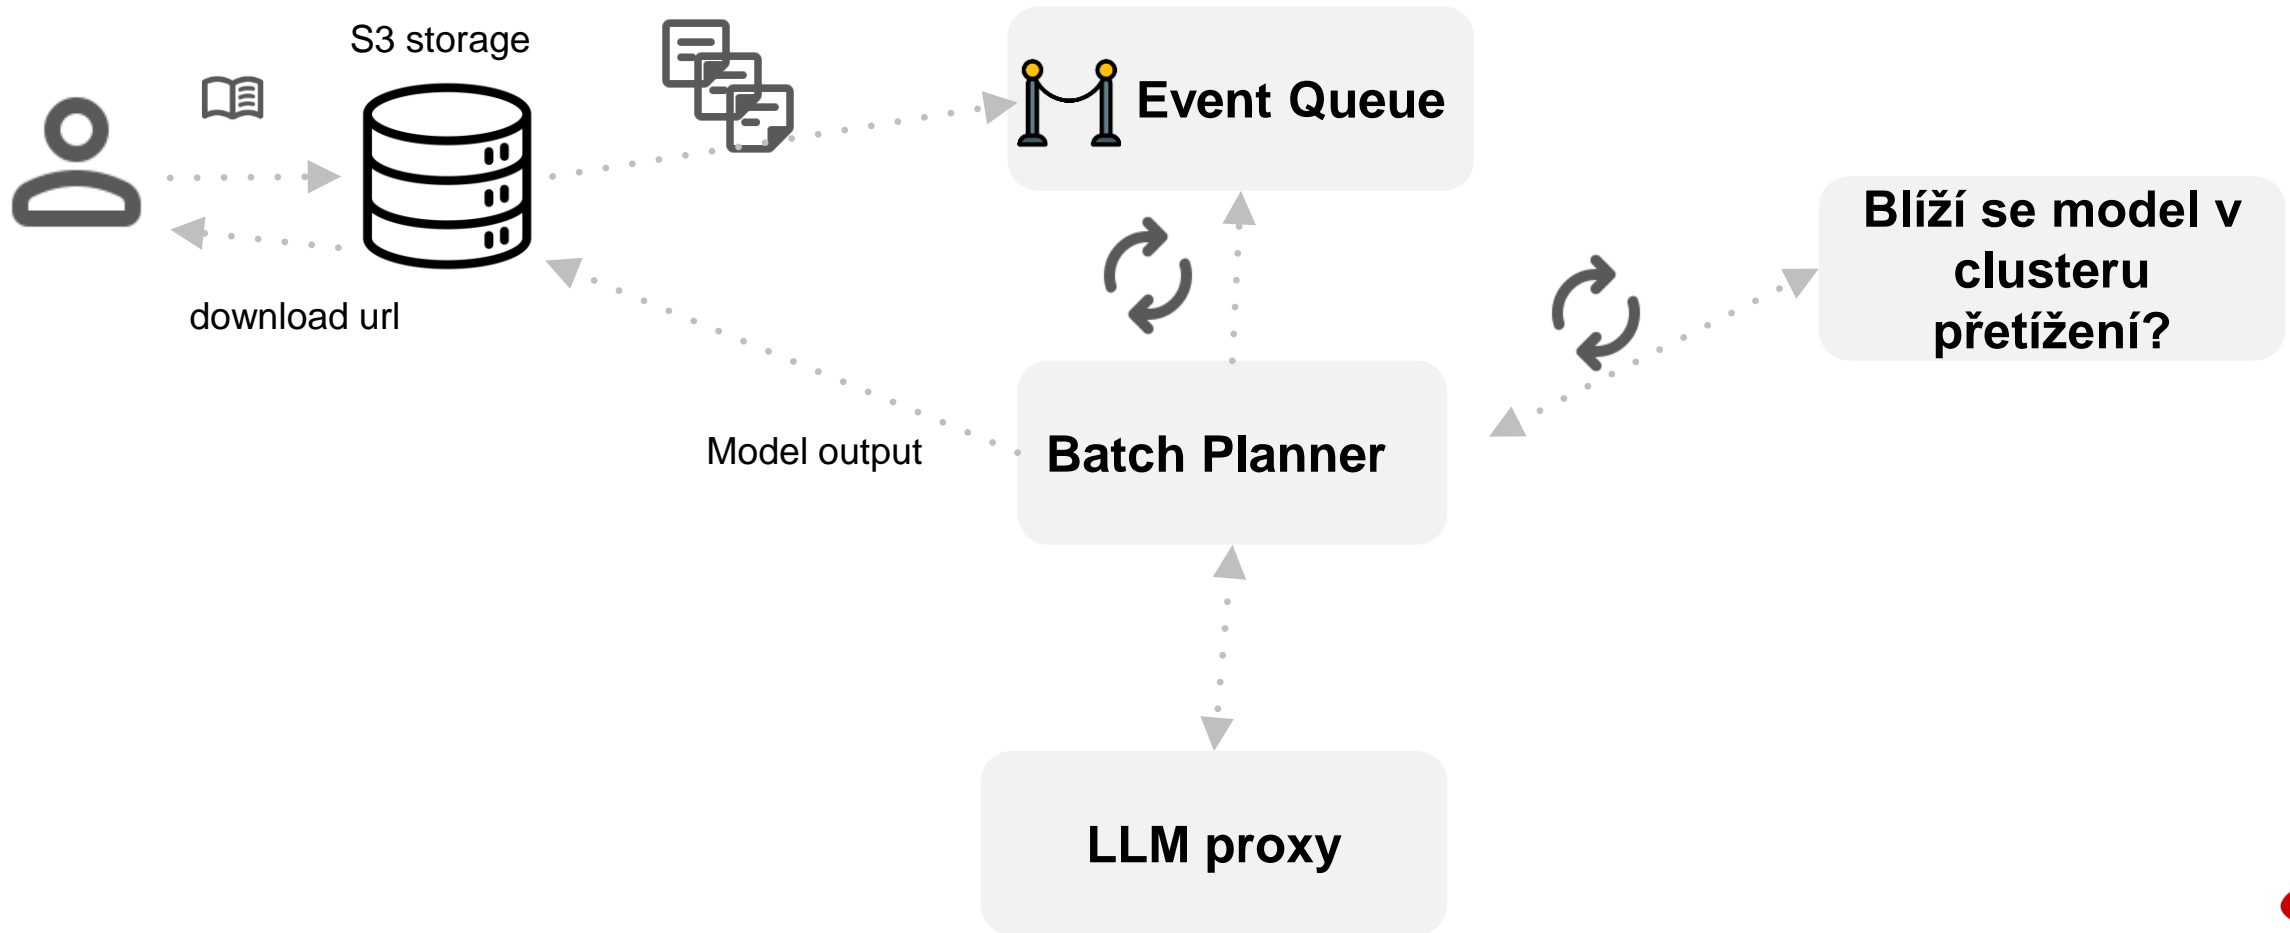 S3 storage
Event Queue
Blíží se model v
clusteru
přetížení?
download url
Model output
Batch Planner
LLM proxy